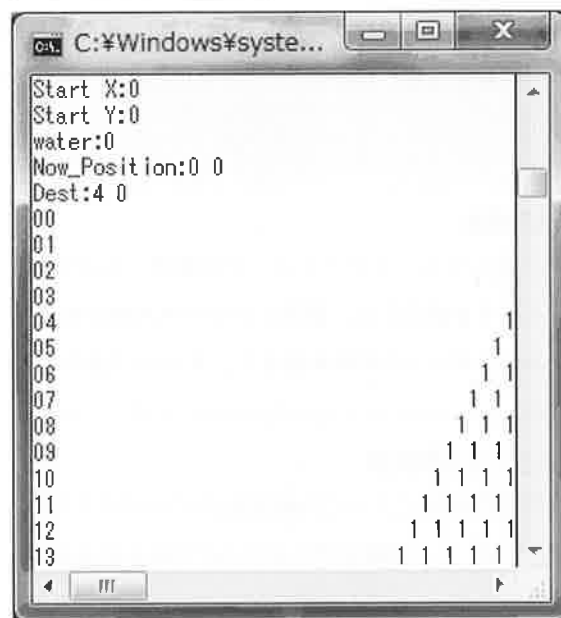 C:¥Windows¥syste...
Start X:0
Start Y:0
water:0
Now_Position:0 0
Dest:4 0
00
01
02
03
04 1
05 1
06 1 1
07 1 1
08 1 1 1
09 1 1 1
10 1 1 1 1
11 1 1 1 1
12 1 1 1 1 1
13 1 1 1 1 1